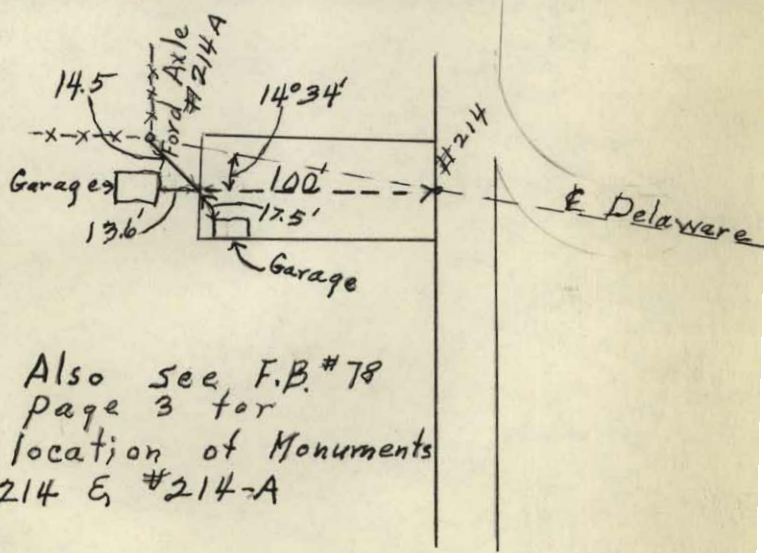 14.5
Ford Axle
#214A
14°34'
#214
100'
Garages
13.6'
17.5'
Garage
℄ Delaware
Also see F.B. #78
page 3 for
location of Monuments
214 & #214-A